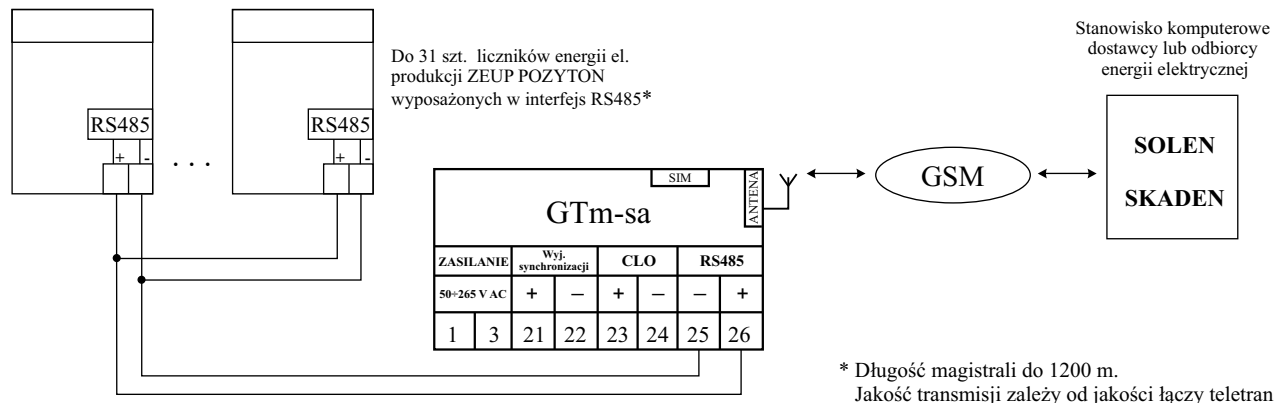 Do 31 szt. liczników energii el.
produkcji ZEUP POZYTON
wyposażonych w interfejs RS485*
Stanowisko komputerowe
dostawcy lub odbiorcy
energii elektrycznej
RS485
+ -
. . .
RS485
+ -
SIM
ANTENA
GTm-sa
GSM
SOLEN
SKADEN
ZASILANIE Wyj. synchronizacji CLO RS485
50÷265 V AC + – + – – +
1 3 21 22 23 24 25 26
* Długość magistrali do 1200 m.
Jakość transmisji zależy od jakości łączy teletran